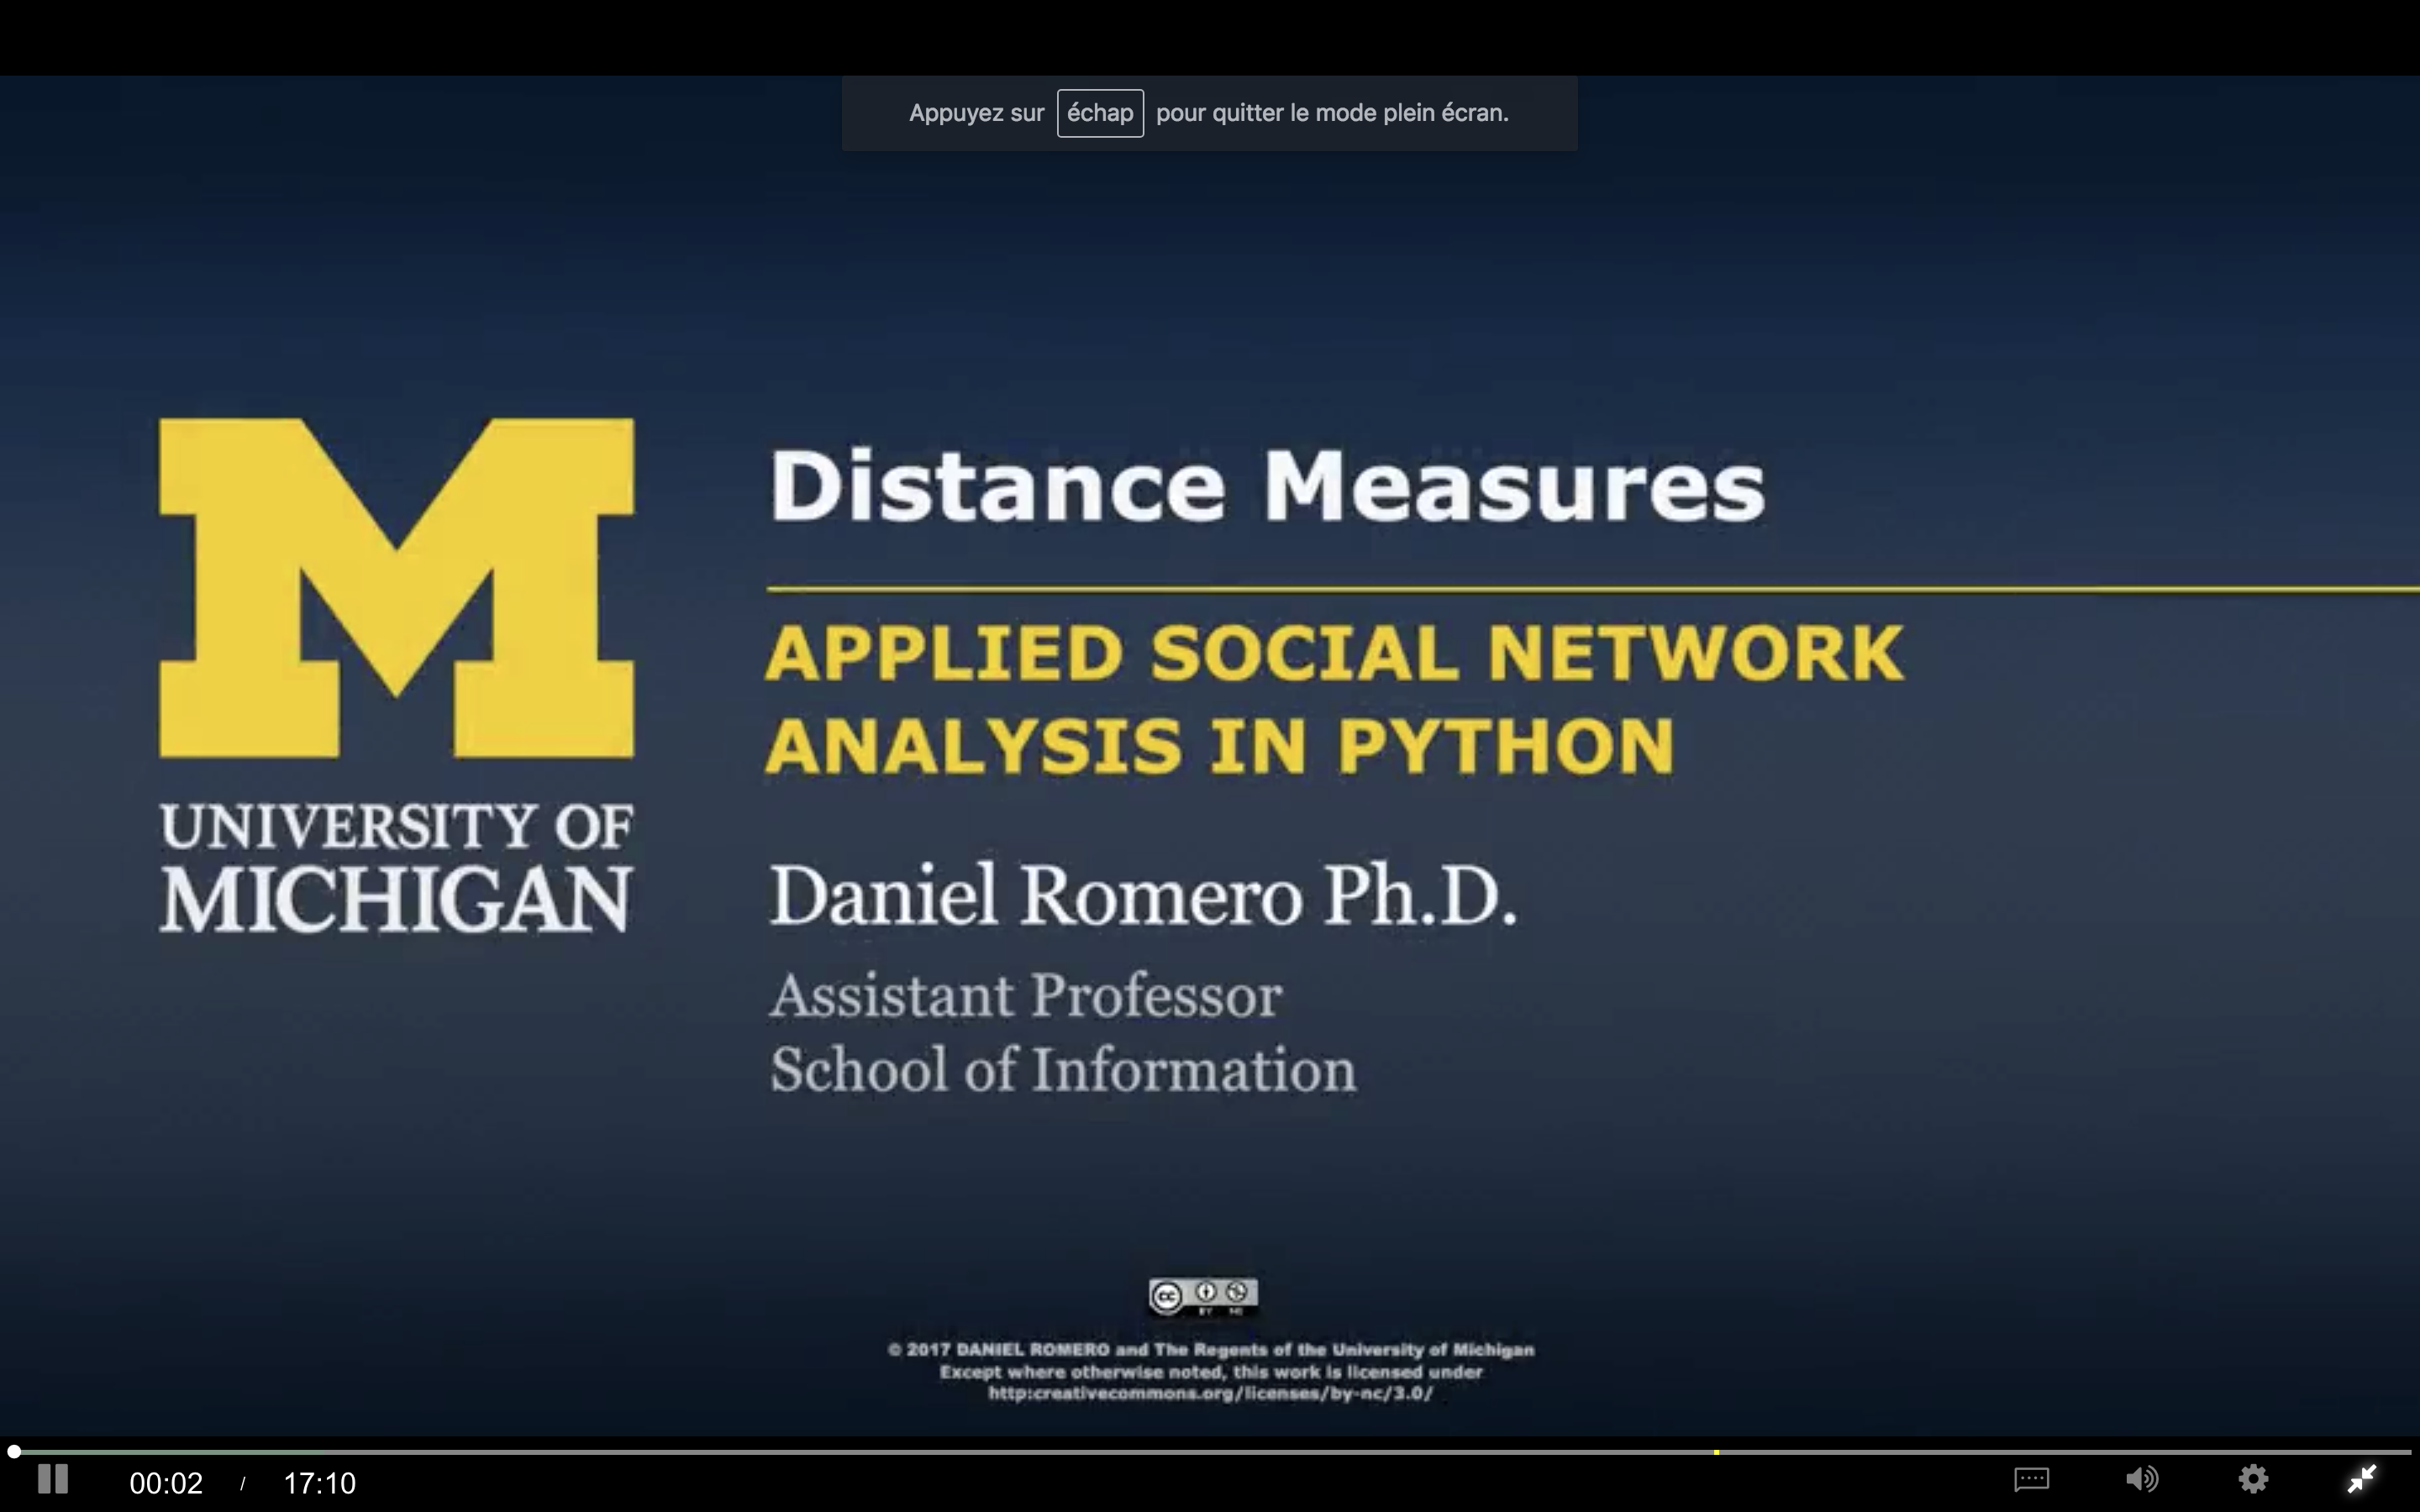 Appuyez sur échap pour quitter le mode plein écran.
M
UNIVERSITY OF
MICHIGAN
Distance Measures
APPLIED SOCIAL NETWORK
ANALYSIS IN PYTHON
Daniel Romero Ph.D.
Assistant Professor
School of Information
cc BY NC
© 2017 DANIEL ROMERO and The Regents of the University of Michigan
Except where otherwise noted, this work is licensed under
http:creativecommons.org/licenses/by-nc/3.0/
00:02 / 17:10